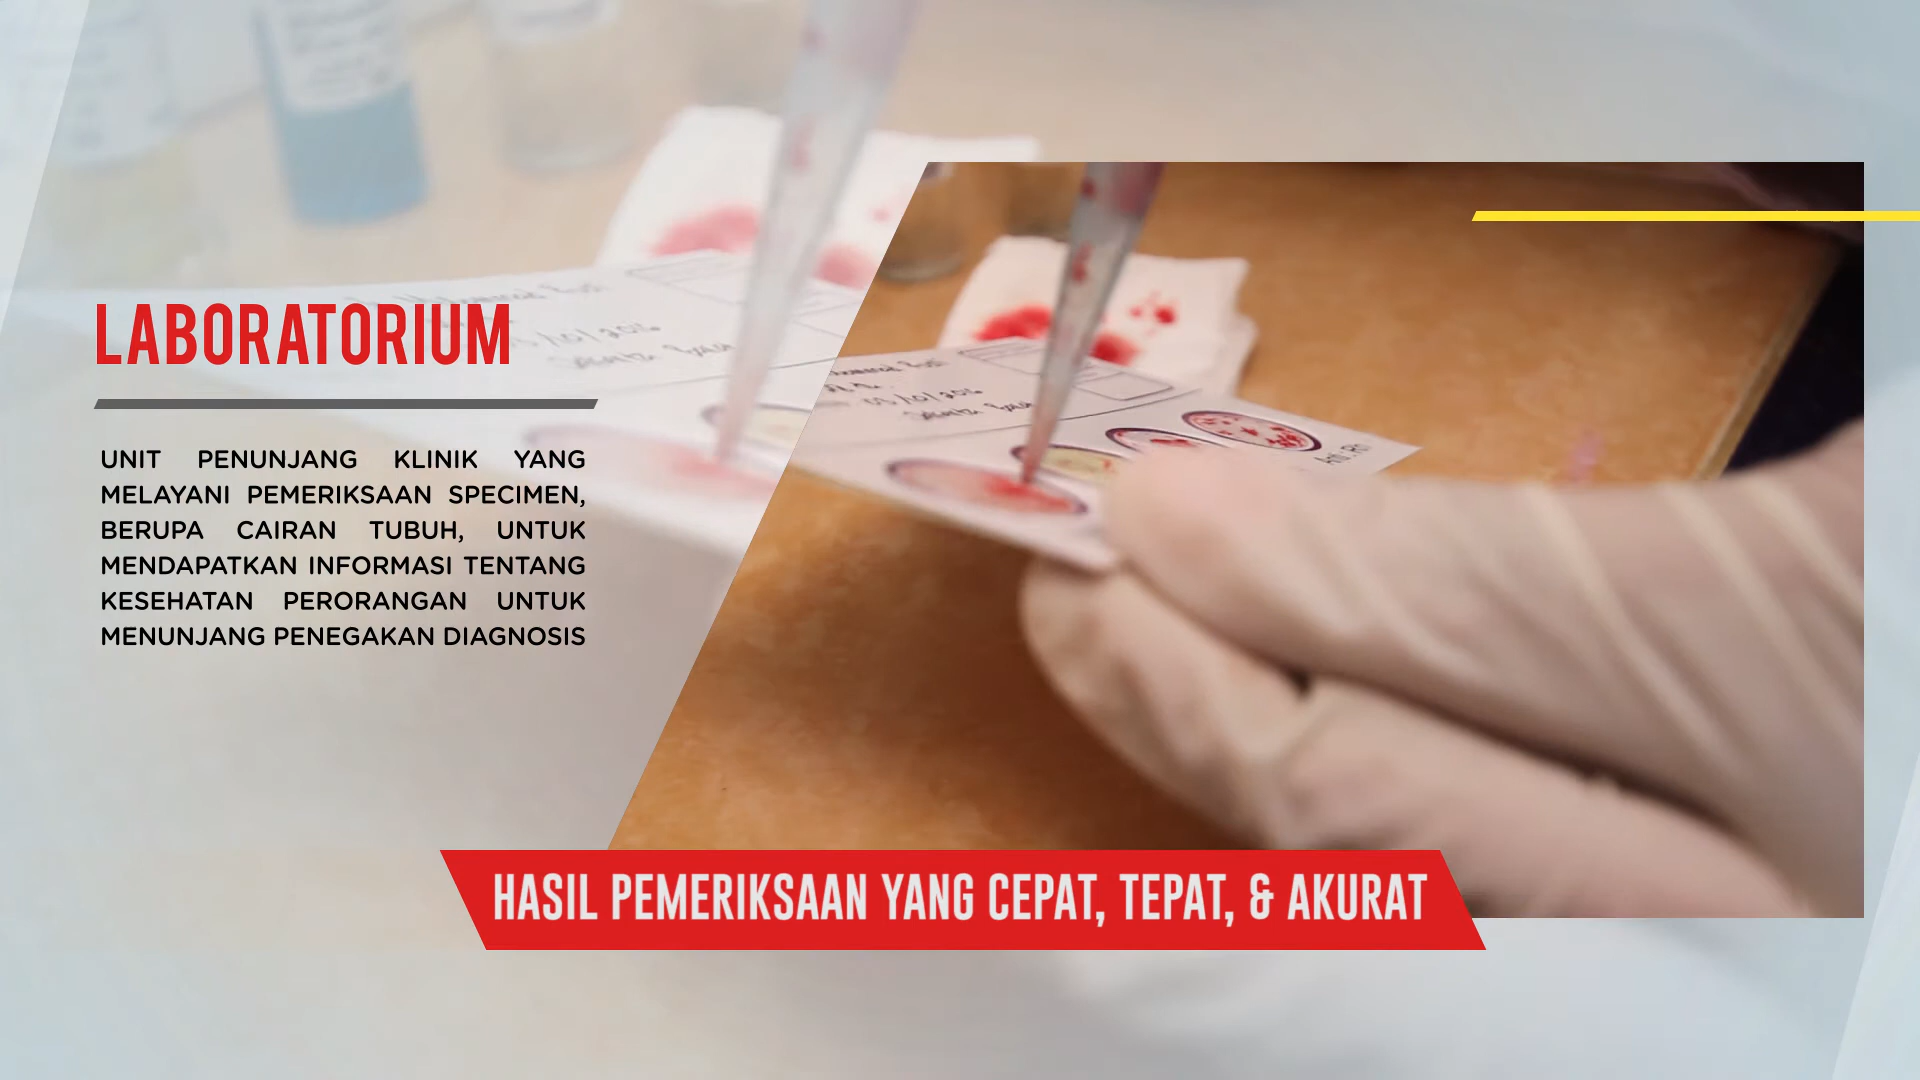 LABORATORIUM
UNIT PENUNJANG KLINIK YANG
MELAYANI PEMERIKSAAN SPECIMEN,
BERUPA CAIRAN TUBUH, UNTUK
MENDAPATKAN INFORMASI TENTANG
KESEHATAN PERORANGAN UNTUK
MENUNJANG PENEGAKAN DIAGNOSIS
HASIL PEMERIKSAAN YANG CEPAT, TEPAT, & AKURAT